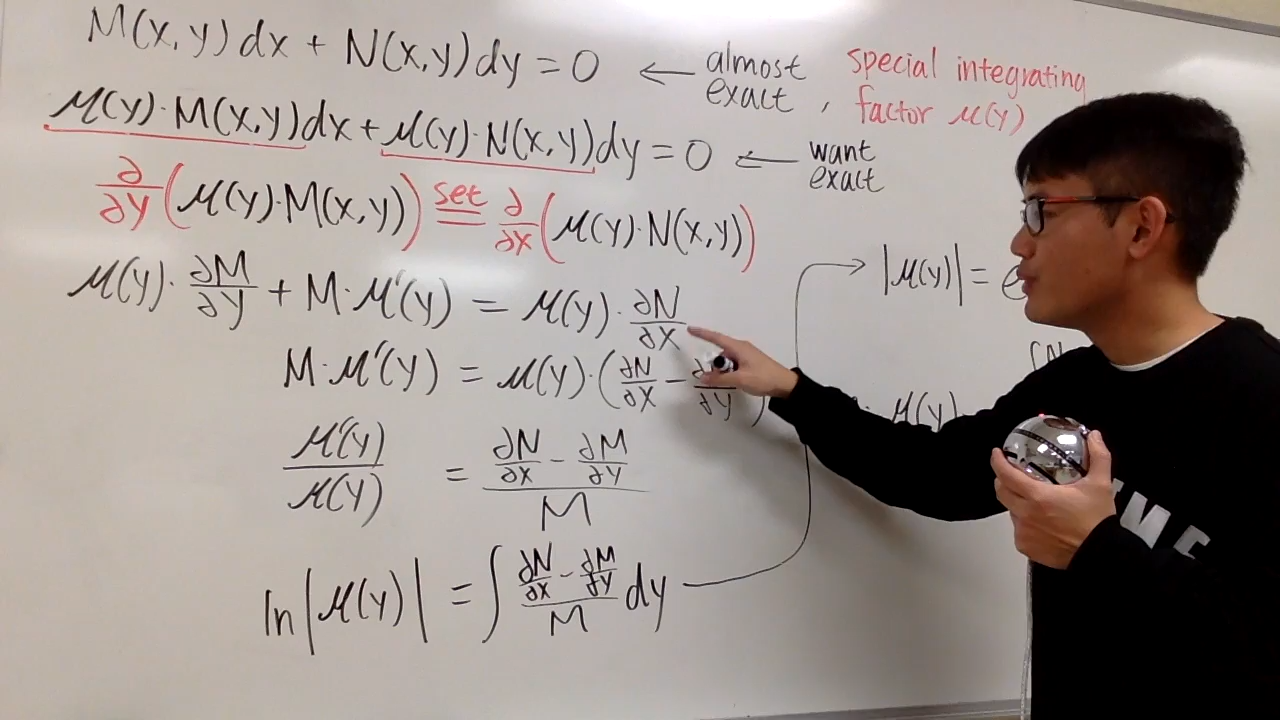 M(x,y) dx + N(x,y) dy = 0 ← almost exact, special integrating factor μ(y)
μ(y)·M(x,y)dx + μ(y)·N(x,y)dy = 0 ← want exact
∂/∂y (μ(y)·M(x,y)) set = ∂/∂x (μ(y)·N(x,y))
μ(y)·∂M/∂y + M·μ'(y) = μ(y)·∂N/∂x
|μ(y)| = e
M·μ'(y) = μ(y)·(∂N/∂x − ∂M/∂y)
μ(y)
μ'(y)/μ(y) = (∂N/∂x − ∂M/∂y)/M
ln|μ(y)| = ∫ (∂N/∂x − ∂M/∂y)/M dy